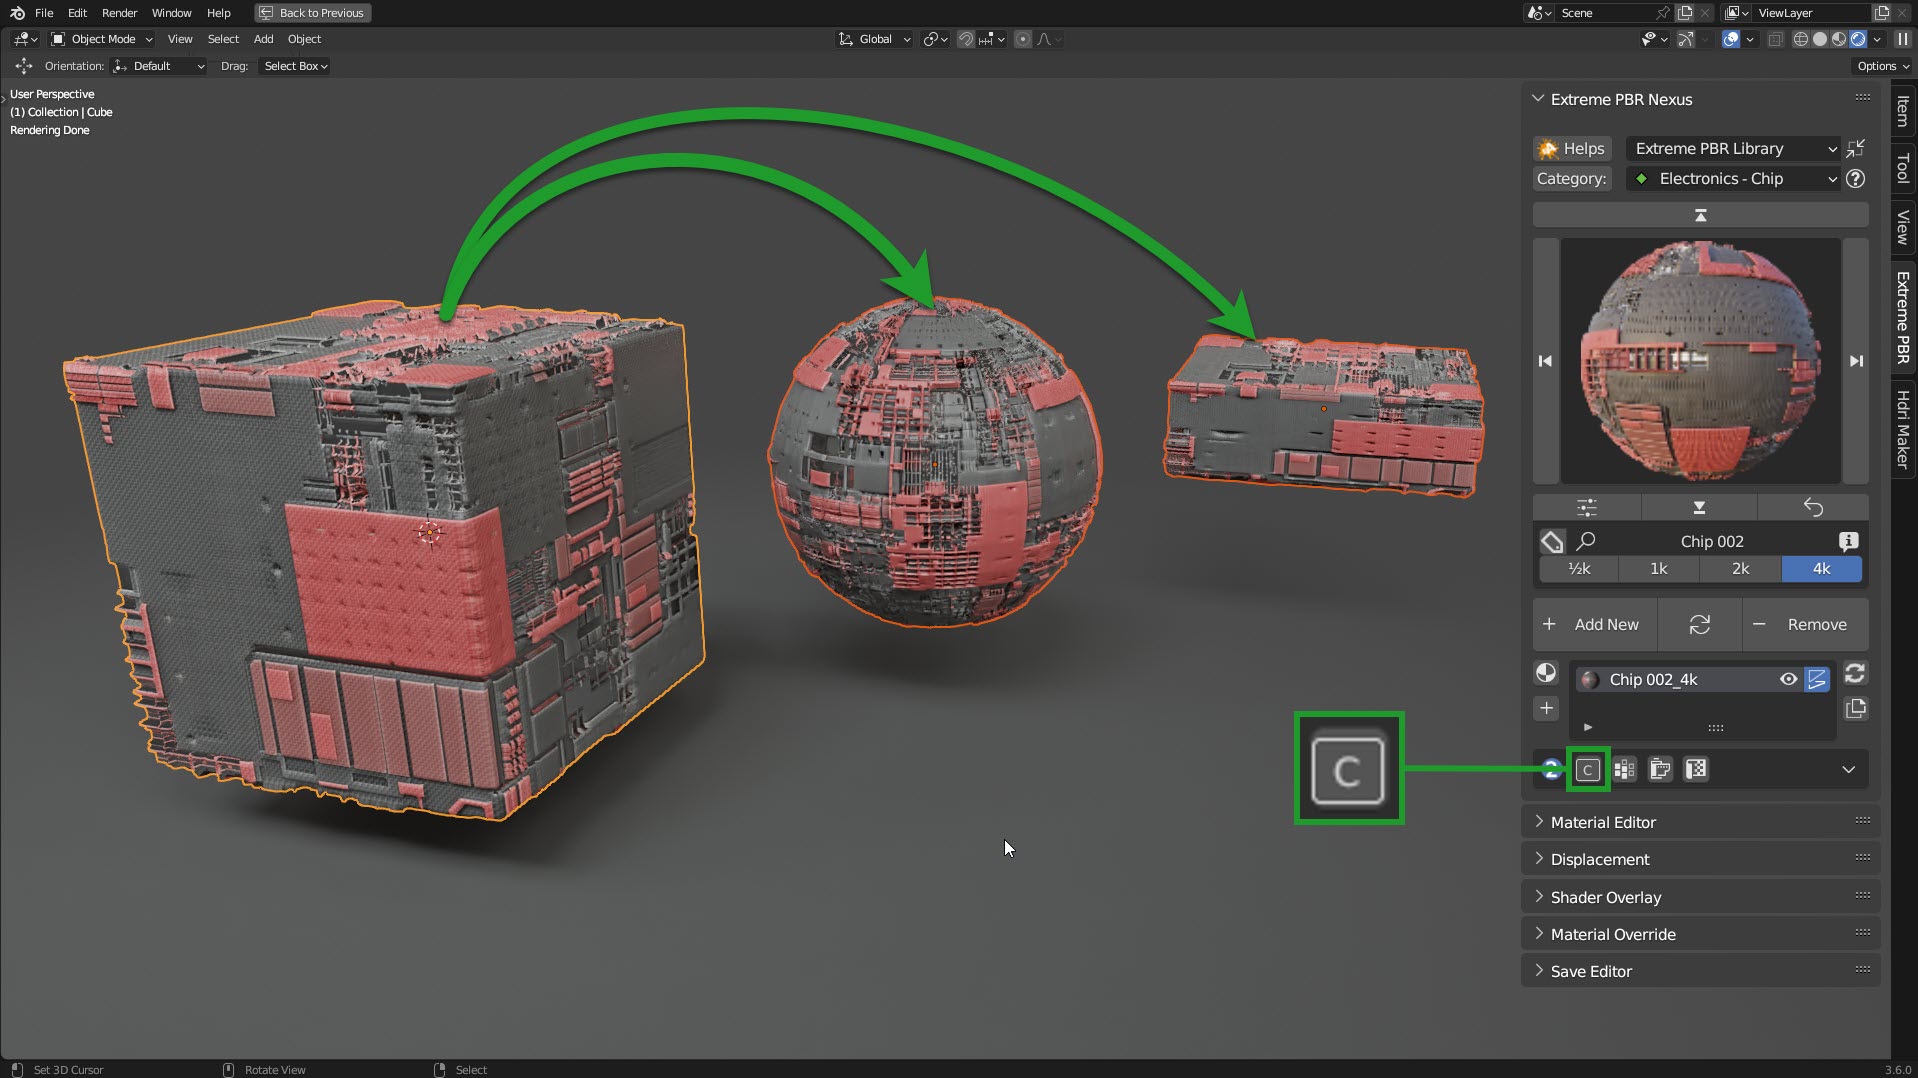 File Edit Render Window Help Back to Previous Scene ViewLayer
Object Mode View Select Add Object Global
Orientation: Default Drag: Select Box Options
User Perspective
(1) Collection | Cube
Rendering Done
Extreme PBR Nexus
Helps Extreme PBR Library
Category: Electronics - Chip
Chip 002
½k 1k 2k 4k
+ Add New − Remove
Chip 002_4k
C
2 C
Material Editor
Displacement
Shader Overlay
Material Override
Save Editor
Item
Tool
View
Extreme PBR
Hdri Maker
Set 3D Cursor Rotate View Select 3.6.0